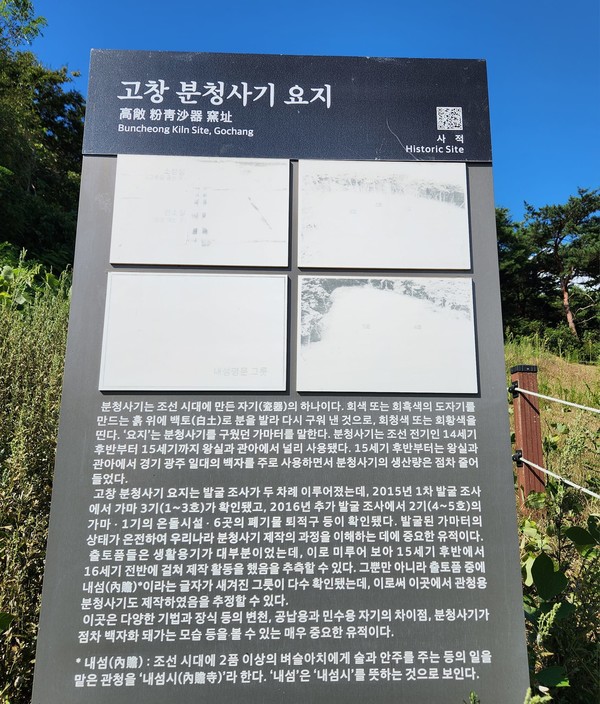 고창 분청사기 요지
高敞 粉靑沙器 窯址
Buncheong Kiln Site, Gochang
사 적
Historic Site
분청사기는 조선 시대에 만든 자기(瓷器)의 하나이다. 회색 또는 회흑색의 도자기를
만드는 흙 위에 백토(白土)로 분을 발라 다시 구워 낸 것으로, 회청색 또는 회황색을
띤다. '요지'는 분청사기를 구웠던 가마터를 말한다. 분청사기는 조선 전기인 14세기
후반부터 15세기까지 왕실과 관아에서 널리 사용됐다. 15세기 후반부터는 왕실과
관아에서 경기 광주 일대의 백자를 주로 사용하면서 분청사기의 생산량은 점차 줄어
들었다.
고창 분청사기 요지는 발굴 조사가 두 차례 이루어졌는데, 2015년 1차 발굴 조사
에서 가마 3기(1~3호)가 확인됐고, 2016년 추가 발굴 조사에서 2기(4~5호)의
가마·1기의 온돌시설·6곳의 폐기물 퇴적구 등이 확인됐다. 발굴된 가마터의
상태가 온전하여 우리나라 분청사기 제작의 과정을 이해하는 데에 중요한 유적이다.
출토품들은 생활용기가 대부분이었는데, 이로 미루어 보아 15세기 후반에서
16세기 전반에 걸쳐 제작 활동을 했음을 추측할 수 있다. 그뿐만 아니라 출토품 중에
내섬(內贍)*이라는 글자가 새겨진 그릇이 다수 확인됐는데, 이로써 이곳에서 관청용
분청사기도 제작하였음을 추정할 수 있다.
이곳은 다양한 기법과 장식 등의 변천, 공납용과 민수용 자기의 차이점, 분청사기가
점차 백자화 돼가는 모습 등을 볼 수 있는 매우 중요한 유적이다.
* 내섬(內贍) : 조선 시대에 2품 이상의 벼슬아치에게 술과 안주를 주는 등의 일을
맡은 관청을 '내섬시(內贍寺)'라 한다. '내섬'은 '내섬시'를 뜻하는 것으로 보인다.